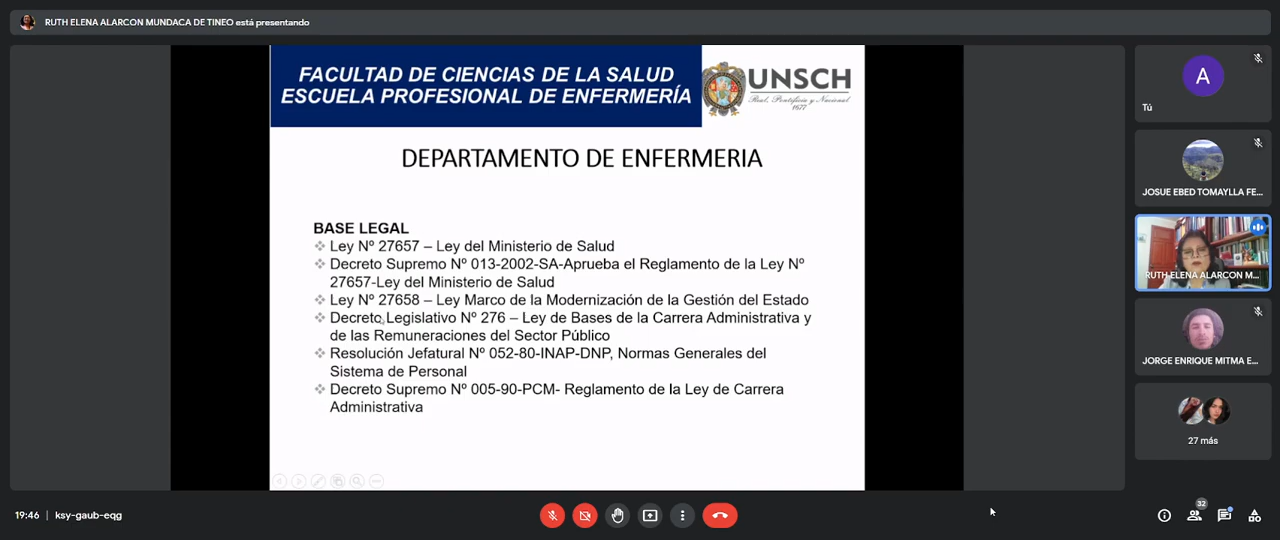 RUTH ELENA ALARCON MUNDACA DE TINEO está presentando
FACULTAD DE CIENCIAS DE LA SALUD
ESCUELA PROFESIONAL DE ENFERMERÍA
UNSCH
Real, Pontificia y Nacional
1677
DEPARTAMENTO DE ENFERMERIA
BASE LEGAL
❖ Ley Nº 27657 – Ley del Ministerio de Salud
❖ Decreto Supremo Nº 013-2002-SA-Aprueba el Reglamento de la Ley Nº
27657-Ley del Ministerio de Salud
❖ Ley Nº 27658 – Ley Marco de la Modernización de la Gestión del Estado
❖ Decreto Legislativo Nº 276 – Ley de Bases de la Carrera Administrativa y
de las Remuneraciones del Sector Público
❖ Resolución Jefatural Nº 052-80-INAP-DNP, Normas Generales del
Sistema de Personal
❖ Decreto Supremo Nº 005-90-PCM- Reglamento de la Ley de Carrera
Administrativa
A
Tú
JOSUE EBED TOMAYLLA FE...
RUTH ELENA ALARCON M...
JORGE ENRIQUE MITMA E...
27 más
19:46 | ksy-gaub-eqg
32